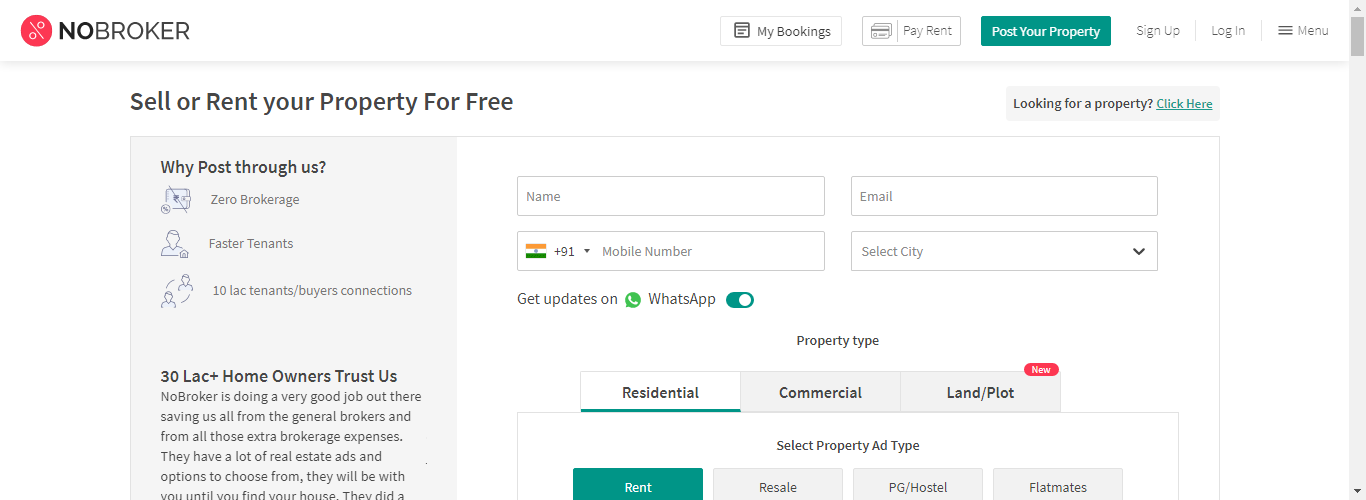 NOBROKER
My Bookings
Pay Rent
Post Your Property
Sign Up
Log In
Menu
Sell or Rent your Property For Free
Looking for a property? Click Here
Why Post through us?
Zero Brokerage
Faster Tenants
10 lac tenants/buyers connections
30 Lac+ Home Owners Trust Us
NoBroker is doing a very good job out there
saving us all from the general brokers and
from all those extra brokerage expenses.
They have a lot of real estate ads and
options to choose from, they will be with
you until you find your house. They did a
Name
Email
+91 Mobile Number
Select City
Get updates on WhatsApp
Property type
New
Residential
Commercial
Land/Plot
Select Property Ad Type
Rent
Resale
PG/Hostel
Flatmates